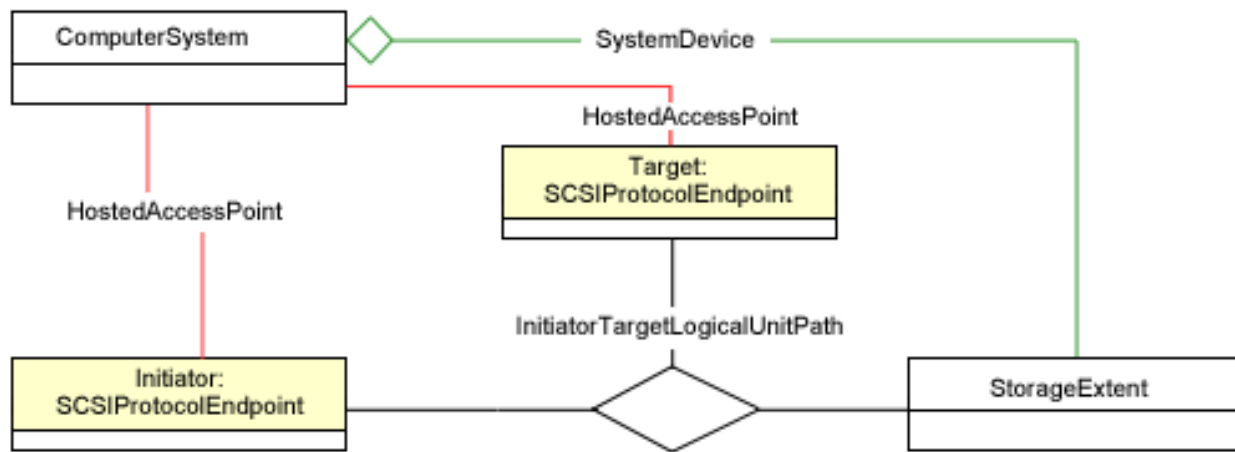 ComputerSystem
SystemDevice
HostedAccessPoint
Target:
SCSIProtocolEndpoint
HostedAccessPoint
InitiatorTargetLogicalUnitPath
Initiator:
SCSIProtocolEndpoint
StorageExtent